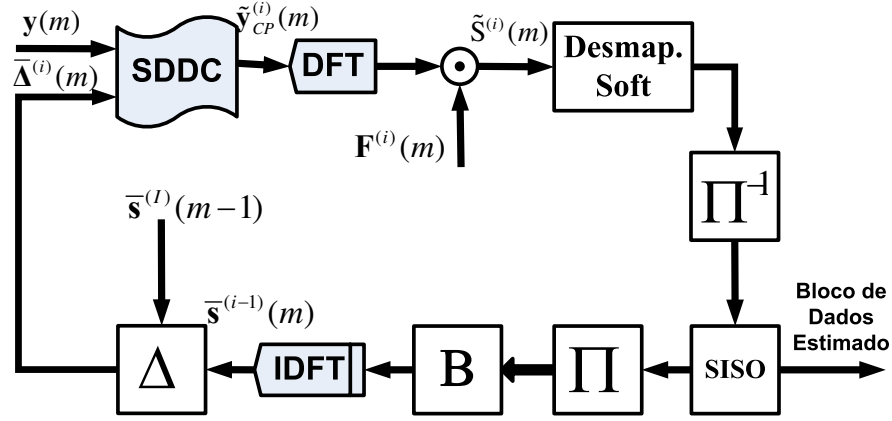 y(m)
Δ̅⁽ⁱ⁾(m)
SDDC
ỹ_CP⁽ⁱ⁾(m)
DFT
S̃⁽ⁱ⁾(m)
F⁽ⁱ⁾(m)
Desmap.
Soft
Π⁻¹
s̅⁽ᴵ⁾(m−1)
s̅⁽ⁱ⁻¹⁾(m)
Δ
IDFT
B
Π
SISO
Bloco de
Dados
Estimado